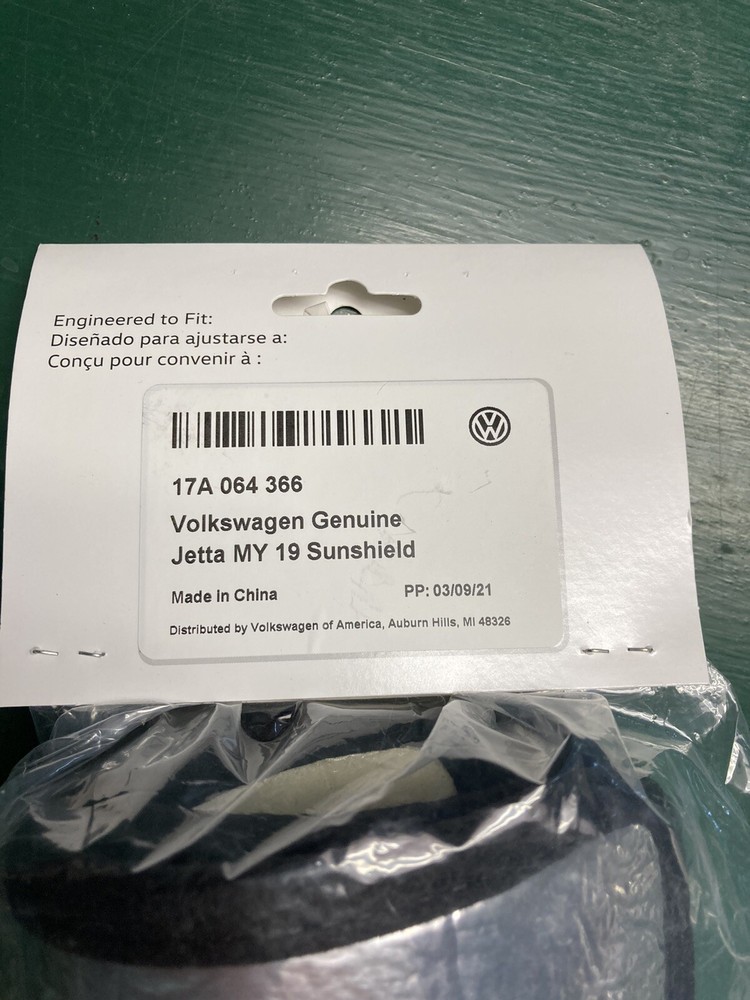 Engineered to Fit:
Diseñado para ajustarse a:
Conçu pour convenir à :
17A 064 366
Volkswagen Genuine
Jetta MY 19 Sunshield
Made in China PP: 03/09/21
Distributed by Volkswagen of America, Auburn Hills, MI 48326